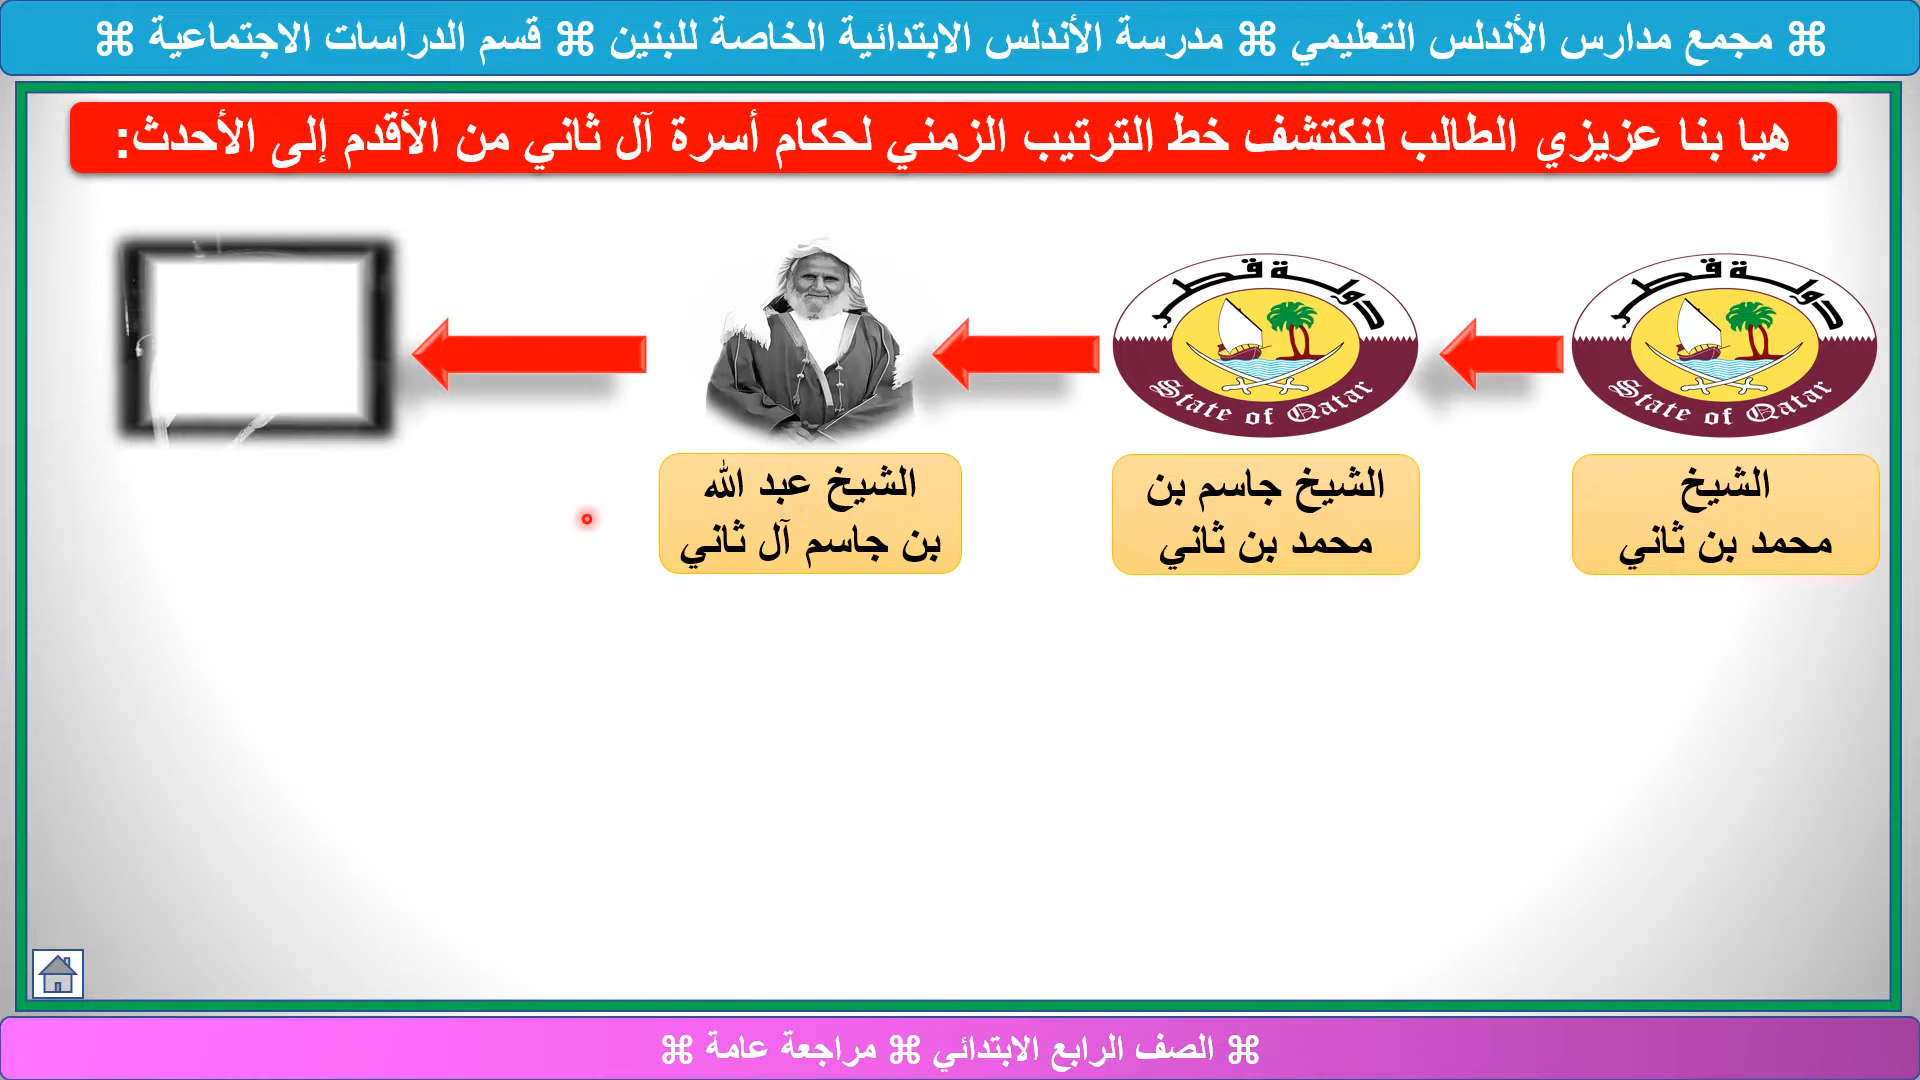 ⌘ مجمع مدارس الأندلس التعليمي ⌘ مدرسة الأندلس الابتدائية الخاصة للبنين ⌘ قسم الدراسات الاجتماعية ⌘
هيا بنا عزيزي الطالب لنكتشف خط الترتيب الزمني لحكام أسرة آل ثاني من الأقدم إلى الأحدث:
دولة قطر
State of Qatar
دولة قطر
State of Qatar
الشيخ
محمد بن ثاني
الشيخ جاسم بن
محمد بن ثاني
الشيخ عبد الله
بن جاسم آل ثاني
⌘ الصف الرابع الابتدائي ⌘ مراجعة عامة ⌘